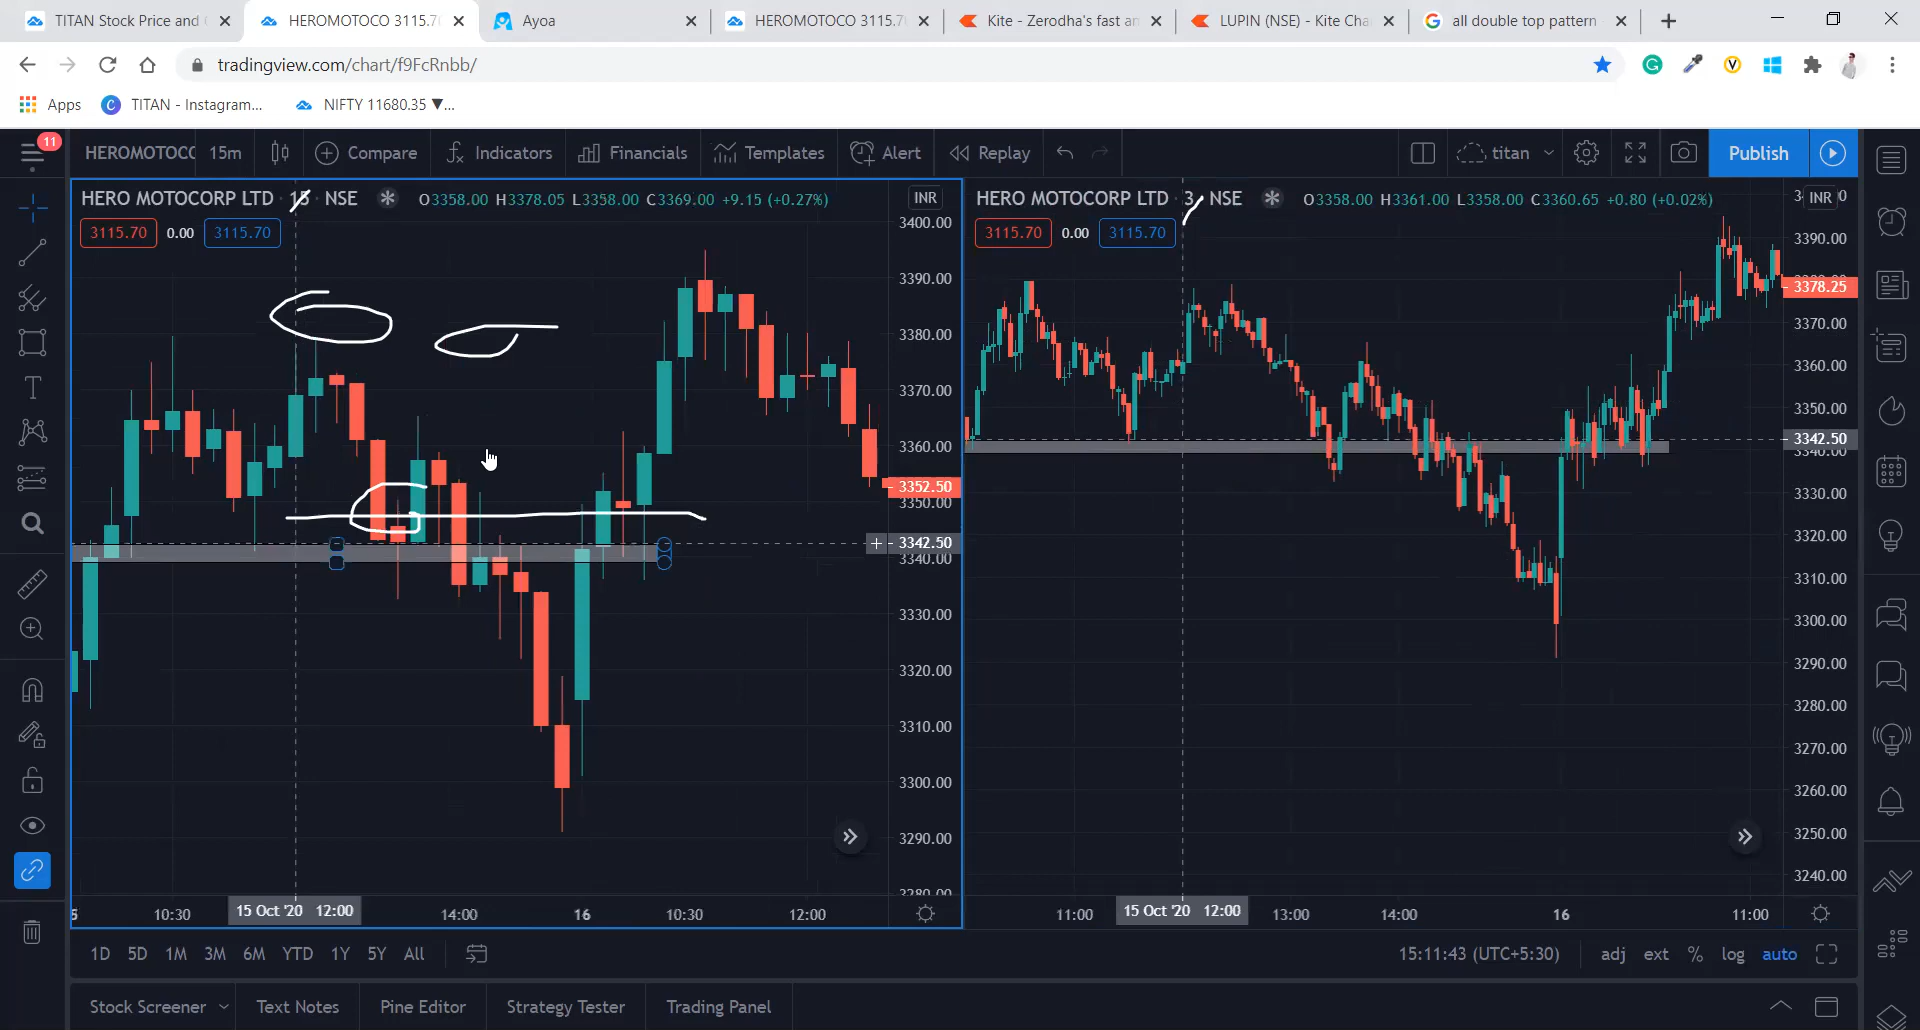 TITAN Stock Price and
HEROMOTOCO 3115.7
Ayoa
HEROMOTOCO 3115.7
Kite - Zerodha's fast an
LUPIN (NSE) - Kite Cha
all double top pattern
tradingview.com/chart/f9FcRnbb/
Apps
TITAN - Instagram...
NIFTY 11680.35 ▼...
11
HEROMOTOCO
15m
Compare
Indicators
Financials
Templates
Alert
Replay
titan
Publish
HERO MOTOCORP LTD · 15 · NSE
O3358.00 H3378.05 L3358.00 C3369.00 +9.15 (+0.27%)
INR
3115.70
0.00
3115.70
3400.00
3390.00
3380.00
3370.00
3360.00
3352.50
3350.00
3342.50
3340.00
3330.00
3320.00
3310.00
3300.00
3290.00
3280.00
10:30
15 Oct '20 12:00
14:00
16
10:30
12:00
HERO MOTOCORP LTD · 3 · NSE
O3358.00 H3361.00 L3358.00 C3360.65 +0.80 (+0.02%)
INR
3115.70
0.00
3115.70
3390.00
3378.25
3370.00
3360.00
3350.00
3342.50
3340.00
3330.00
3320.00
3310.00
3300.00
3290.00
3280.00
3270.00
3260.00
3250.00
3240.00
11:00
15 Oct '20 12:00
13:00
14:00
16
11:00
1D 5D 1M 3M 6M YTD 1Y 5Y All
15:11:43 (UTC+5:30)
adj ext % log auto
Stock Screener
Text Notes
Pine Editor
Strategy Tester
Trading Panel